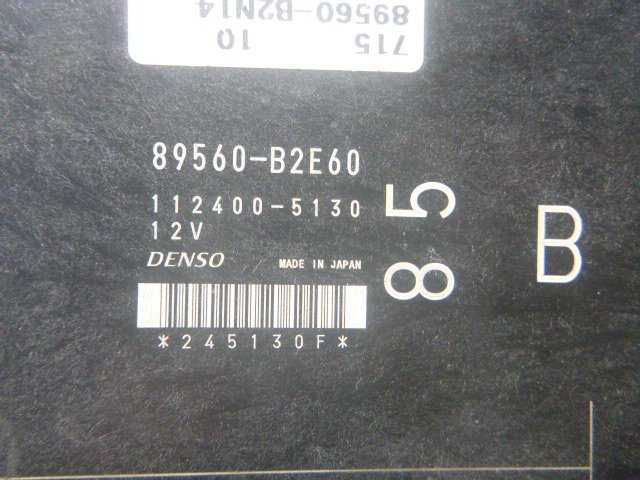 715 10
89560-B2N14
89560-B2E60
112400-5130
12V
DENSO MADE IN JAPAN
*245130F*
85
B